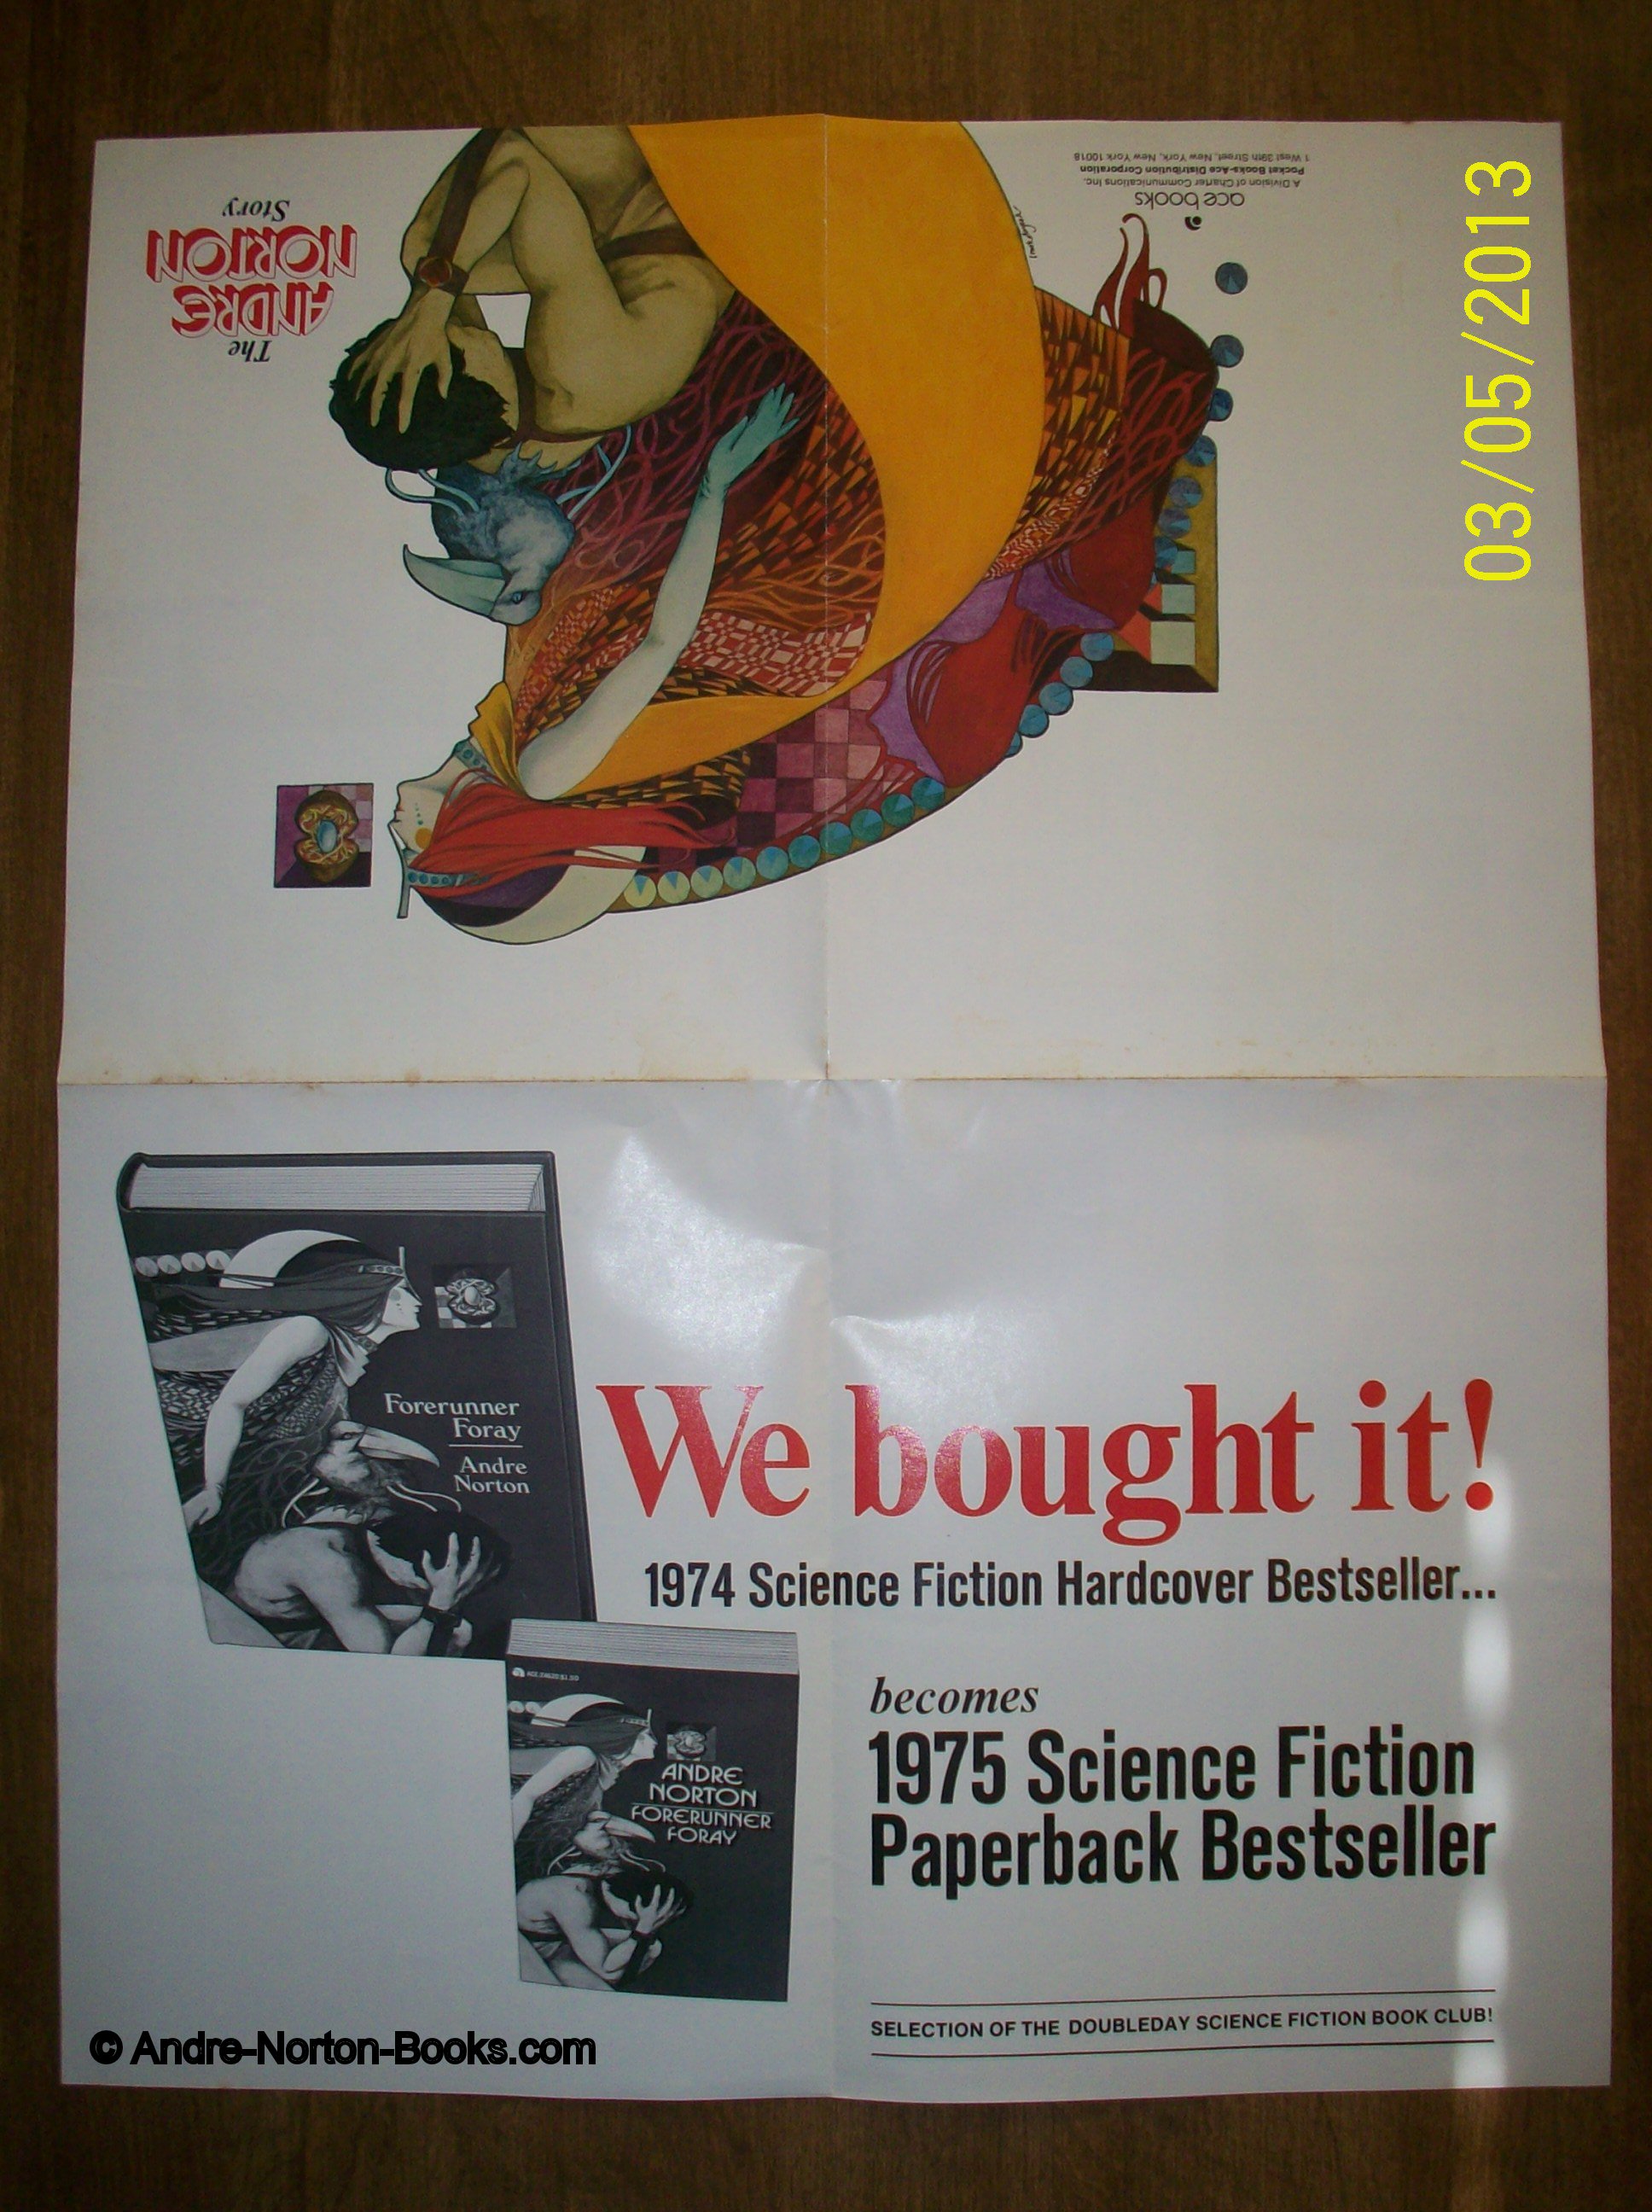 The
ANDRE
NORTON
Story
ace books
A Division of Charter Communications Inc.
Pocket Books-Ace Distribution Corporation
1 West 39th Street, New York, New York 10018
03/05/2013
Forerunner
Foray
Andre
Norton
We bought it!
1974 Science Fiction Hardcover Bestseller...
ANDRE
NORTON
FORERUNNER
FORAY
becomes
1975 Science Fiction
Paperback Bestseller
SELECTION OF THE DOUBLEDAY SCIENCE FICTION BOOK CLUB!
© Andre-Norton-Books.com